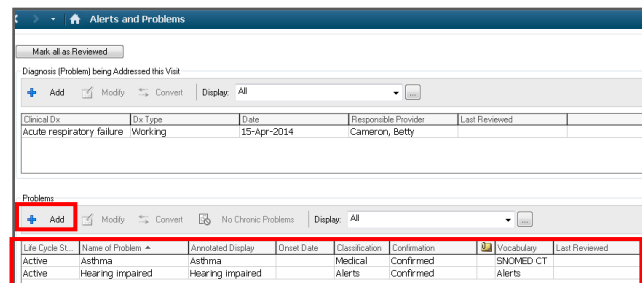 Alerts and Problems
Mark all as Reviewed
Diagnosis (Problem) being Addressed this Visit
Add Modify Convert Display: All ...
Clinical Dx Dx Type Date Responsible Provider Last Reviewed
Acute respiratory failure Working 15-Apr-2014 Cameron, Betty
Problems
Add Modify Convert No Chronic Problems Display: All ...
Life Cycle St... Name of Problem Annotated Display Onset Date Classification Confirmation Vocabulary Last Reviewed
Active Asthma Asthma Medical Confirmed SNOMED CT
Active Hearing impaired Hearing impaired Alerts Confirmed Alerts